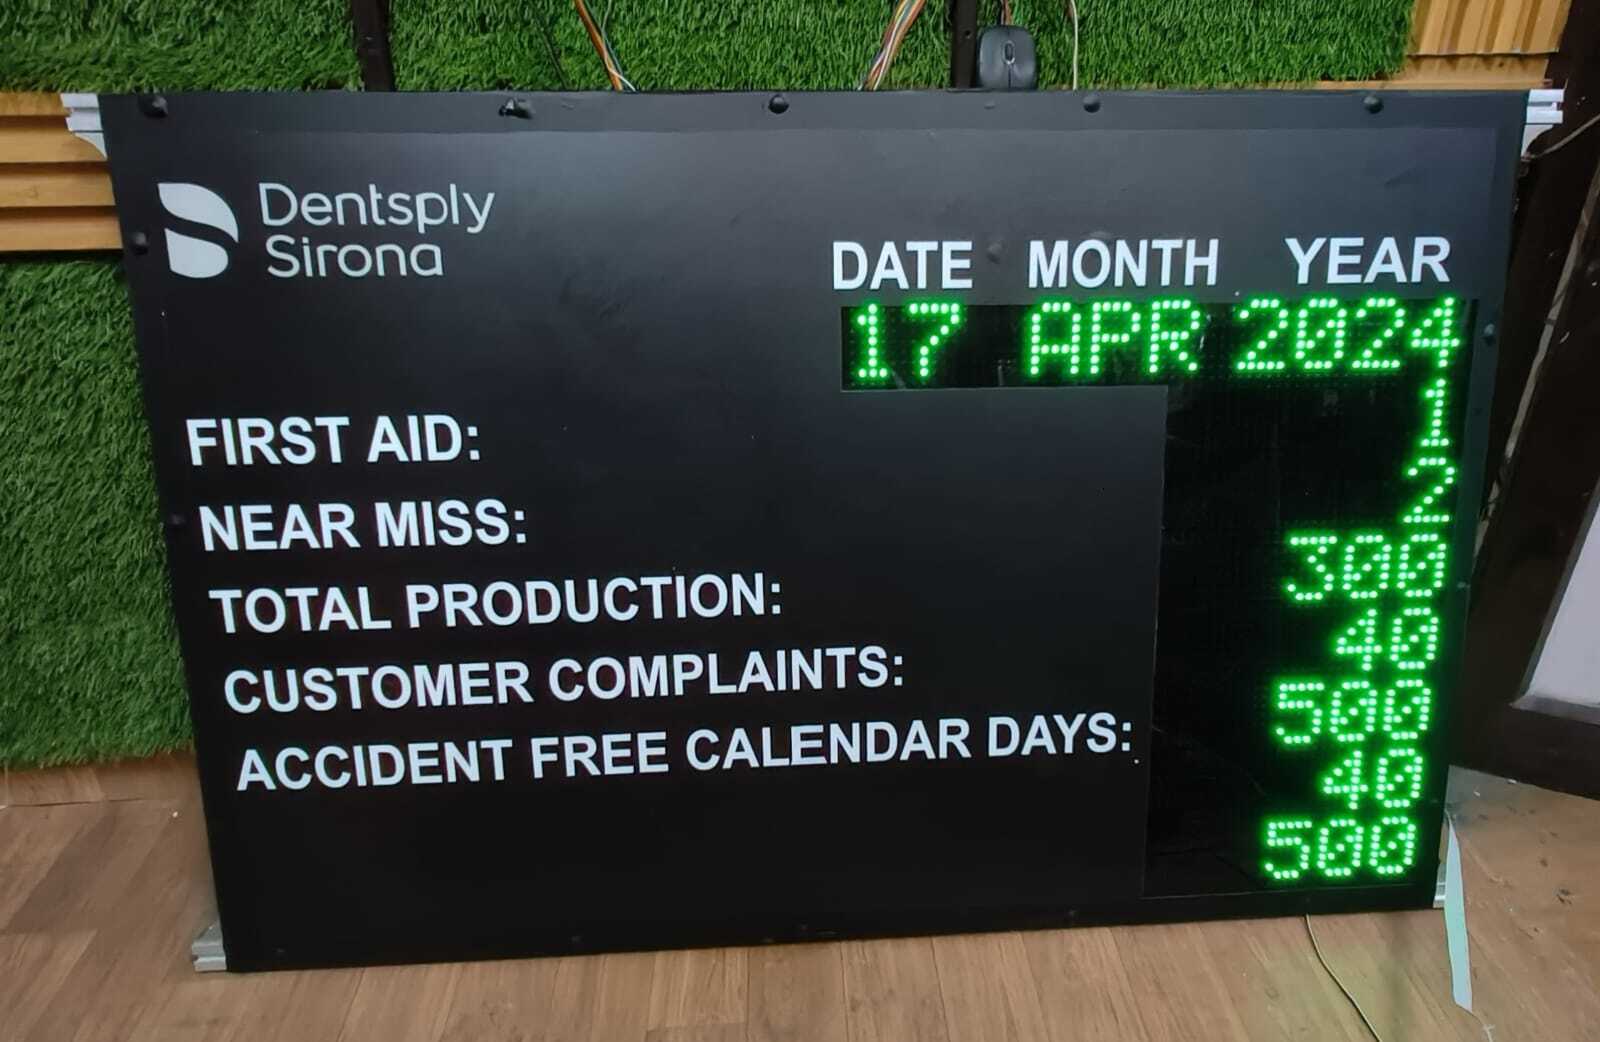 Dentsply
Sirona
DATE MONTH YEAR
17 APR 2024
FIRST AID: 1
NEAR MISS: 2
TOTAL PRODUCTION: 300
CUSTOMER COMPLAINTS: 40
ACCIDENT FREE CALENDAR DAYS: 500
40
500